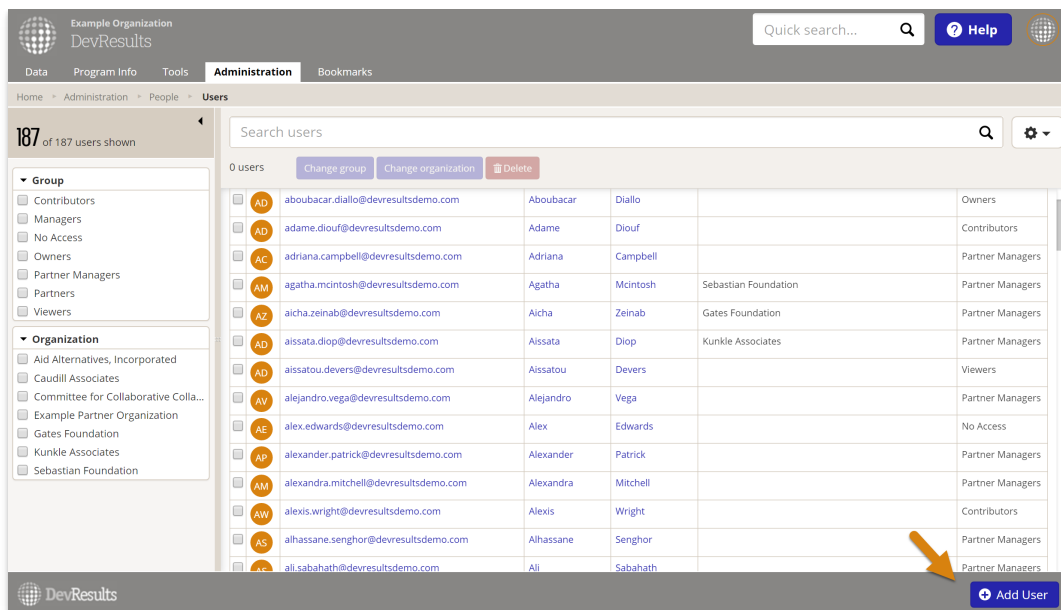 Example Organization
DevResults
Quick search...
Help
Data Program Info Tools Administration Bookmarks
Home Administration People Users
187 of 187 users shown
Group
Contributors
Managers
No Access
Owners
Partner Managers
Partners
Viewers
Organization
Aid Alternatives, Incorporated
Caudill Associates
Committee for Collaborative Colla...
Example Partner Organization
Gates Foundation
Kunkle Associates
Sebastian Foundation
Search users
0 users Change group Change organization Delete
AD aboubacar.diallo@devresultsdemo.com Aboubacar Diallo Owners
AD adame.diouf@devresultsdemo.com Adame Diouf Contributors
AC adriana.campbell@devresultsdemo.com Adriana Campbell Partner Managers
AM agatha.mcintosh@devresultsdemo.com Agatha Mcintosh Sebastian Foundation Partner Managers
AZ aicha.zeinab@devresultsdemo.com Aicha Zeinab Gates Foundation Partner Managers
AD aissata.diop@devresultsdemo.com Aissata Diop Kunkle Associates Partner Managers
AD aissatou.devers@devresultsdemo.com Aissatou Devers Viewers
AV alejandro.vega@devresultsdemo.com Alejandro Vega Partner Managers
AE alex.edwards@devresultsdemo.com Alex Edwards No Access
AP alexander.patrick@devresultsdemo.com Alexander Patrick Partner Managers
AM alexandra.mitchell@devresultsdemo.com Alexandra Mitchell Partner Managers
AW alexis.wright@devresultsdemo.com Alexis Wright Contributors
AS alhassane.senghor@devresultsdemo.com Alhassane Senghor Partner Managers
ali.sabahath@devresultsdemo.com Ali Sabahath Partner Managers
DevResults
Add User